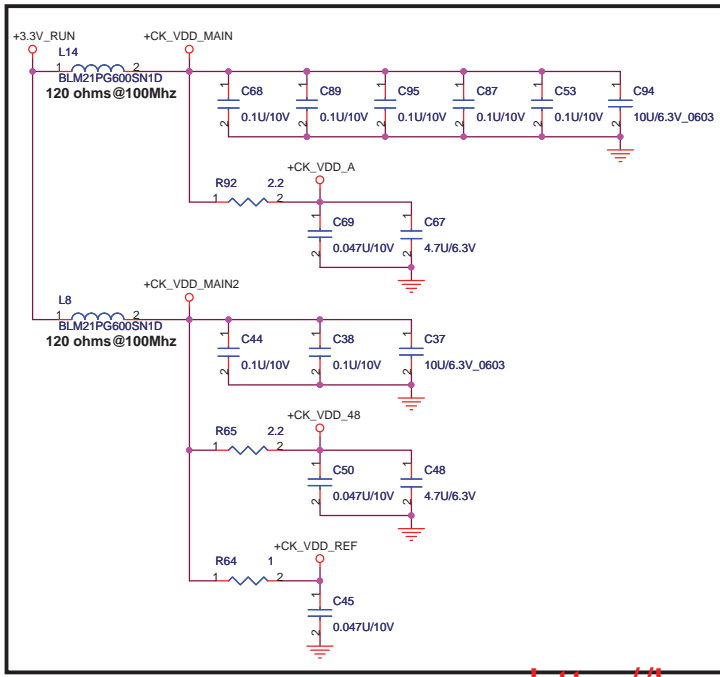 +3.3V_RUN +CK_VDD_MAIN
L14
1 2
BLM21PG600SN1D
120 ohms@100Mhz
1 C68 1 C89 1 C95 1 C87 1 C53 1 C94
2 0.1U/10V 2 0.1U/10V 2 0.1U/10V 2 0.1U/10V 2 0.1U/10V 2 10U/6.3V_0603
+CK_VDD_A
R92 2.2
1 2
1 C69 1 C67
2 0.047U/10V 2 4.7U/6.3V
+CK_VDD_MAIN2
L8
1 2
BLM21PG600SN1D
120 ohms@100Mhz
1 C44 1 C38 1 C37
2 0.1U/10V 2 0.1U/10V 2 10U/6.3V_0603
+CK_VDD_48
R65 2.2
1 2
1 C50 1 C48
2 0.047U/10V 2 4.7U/6.3V
+CK_VDD_REF
R64 1
1 2
1 C45
2 0.047U/10V